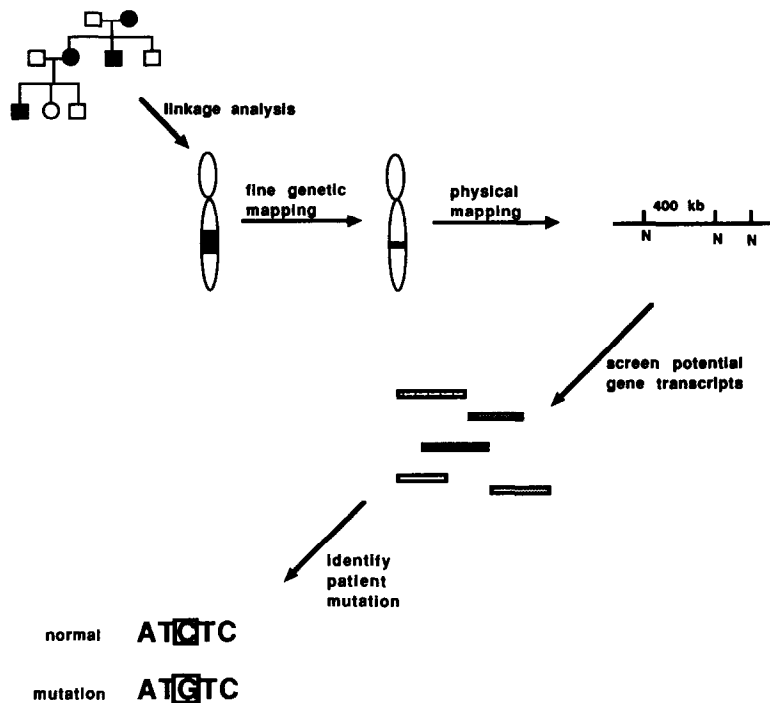 linkage analysis
fine genetic
mapping
physical
mapping
400 kb
N N N
screen potential
gene transcripts
identify
patient
mutation
normal ATCTC
mutation ATGTC